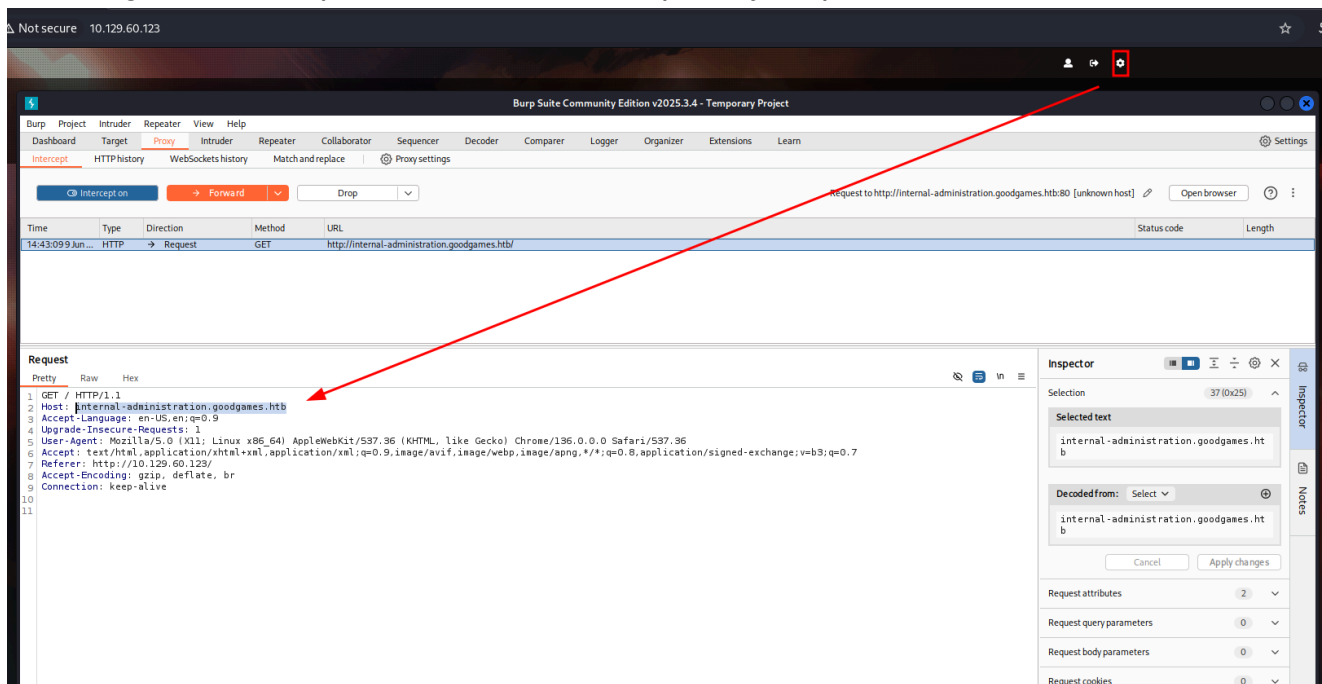 Not secure 10.129.60.123
Burp Suite Community Edition v2025.3.4 - Temporary Project
Burp Project Intruder Repeater View Help
Dashboard Target Proxy Intruder Repeater Collaborator Sequencer Decoder Comparer Logger Organizer Extensions Learn Settings
Intercept HTTP history WebSockets history Match and replace Proxy settings
Intercept on → Forward Drop Request to http://internal-administration.goodgames.htb:80 [unknown host] Open browser
Time Type Direction Method URL Status code Length
14:43:09 9 Jun ... HTTP → Request GET http://internal-administration.goodgames.htb/
Request
Pretty Raw Hex \n
1 GET / HTTP/1.1
2 Host: internal-administration.goodgames.htb
3 Accept-Language: en-US,en;q=0.9
4 Upgrade-Insecure-Requests: 1
5 User-Agent: Mozilla/5.0 (X11; Linux x86_64) AppleWebKit/537.36 (KHTML, like Gecko) Chrome/136.0.0.0 Safari/537.36
6 Accept: text/html,application/xhtml+xml,application/xml;q=0.9,image/avif,image/webp,image/apng,*/*;q=0.8,application/signed-exchange;v=b3;q=0.7
7 Referer: http://10.129.60.123/
8 Accept-Encoding: gzip, deflate, br
9 Connection: keep-alive
10
11
Inspector
Selection 37 (0x25)
Selected text
internal-administration.goodgames.ht
b
Decoded from: Select
internal-administration.goodgames.ht
b
Cancel Apply changes
Request attributes 2
Request query parameters 0
Request body parameters 0
Request cookies 0
Inspector
Notes